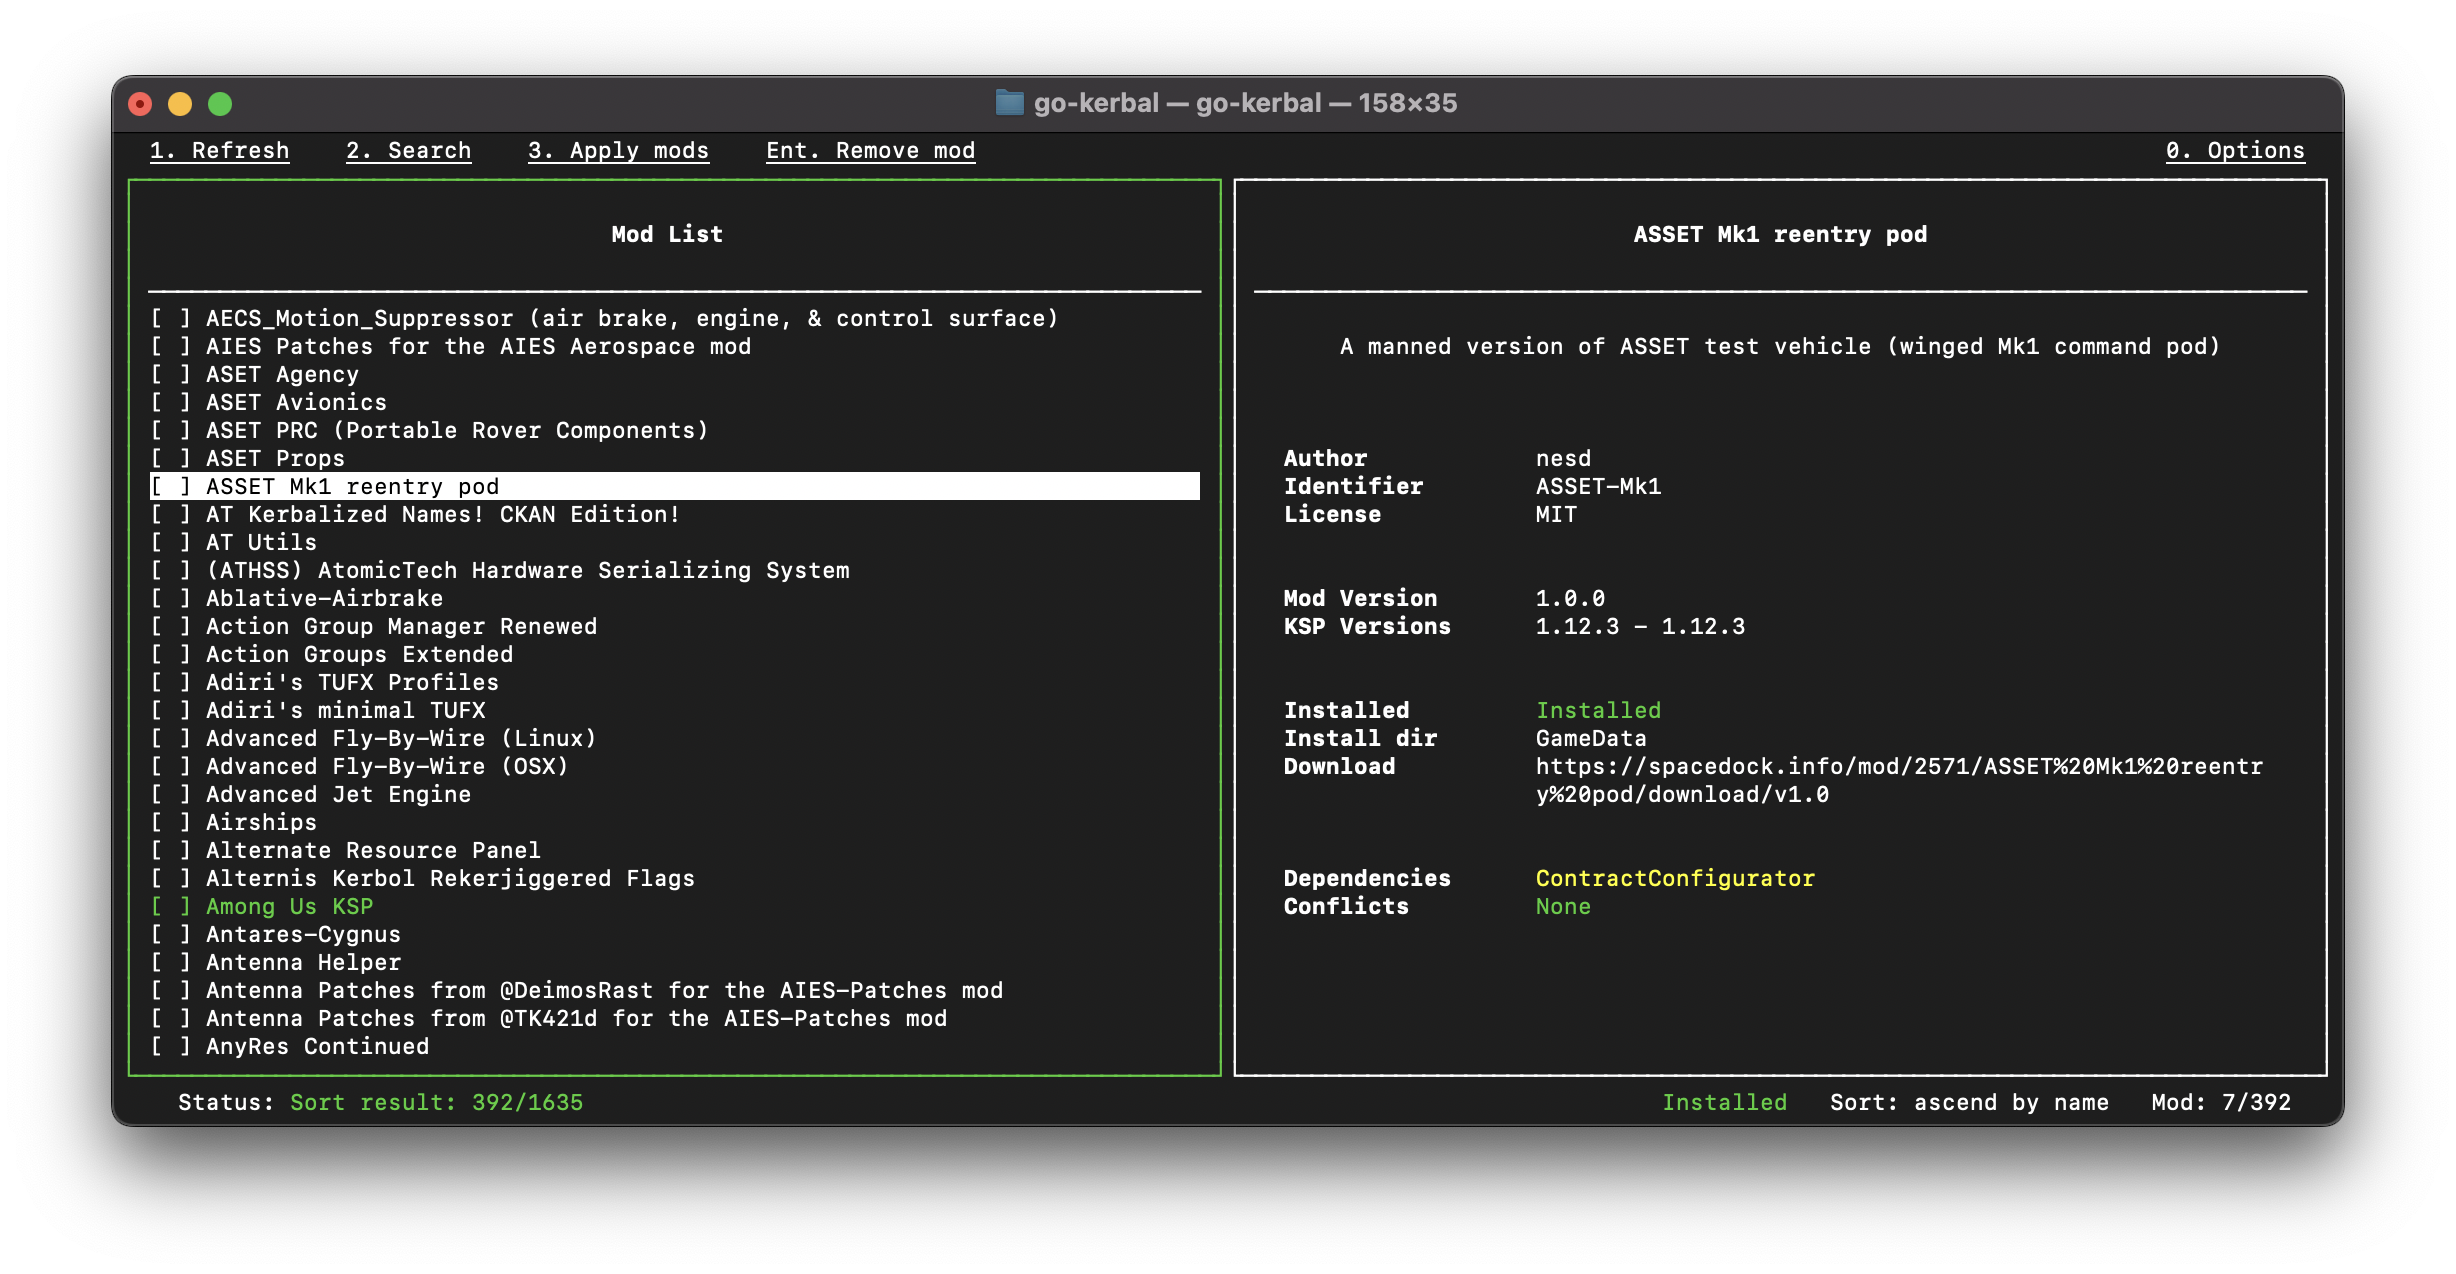 go-kerbal — go-kerbal — 158×35
1. Refresh 2. Search 3. Apply mods Ent. Remove mod 0. Options
Mod List
[ ] AECS_Motion_Suppressor (air brake, engine, & control surface)
[ ] AIES Patches for the AIES Aerospace mod
[ ] ASET Agency
[ ] ASET Avionics
[ ] ASET PRC (Portable Rover Components)
[ ] ASET Props
[ ] ASSET Mk1 reentry pod
[ ] AT Kerbalized Names! CKAN Edition!
[ ] AT Utils
[ ] (ATHSS) AtomicTech Hardware Serializing System
[ ] Ablative-Airbrake
[ ] Action Group Manager Renewed
[ ] Action Groups Extended
[ ] Adiri's TUFX Profiles
[ ] Adiri's minimal TUFX
[ ] Advanced Fly-By-Wire (Linux)
[ ] Advanced Fly-By-Wire (OSX)
[ ] Advanced Jet Engine
[ ] Airships
[ ] Alternate Resource Panel
[ ] Alternis Kerbol Rekerjiggered Flags
[ ] Among Us KSP
[ ] Antares-Cygnus
[ ] Antenna Helper
[ ] Antenna Patches from @DeimosRast for the AIES-Patches mod
[ ] Antenna Patches from @TK421d for the AIES-Patches mod
[ ] AnyRes Continued
ASSET Mk1 reentry pod
A manned version of ASSET test vehicle (winged Mk1 command pod)
Author nesd
Identifier ASSET-Mk1
License MIT
Mod Version 1.0.0
KSP Versions 1.12.3 - 1.12.3
Installed Installed
Install dir GameData
Download https://spacedock.info/mod/2571/ASSET%20Mk1%20reentr
y%20pod/download/v1.0
Dependencies ContractConfigurator
Conflicts None
Status: Sort result: 392/1635 Installed Sort: ascend by name Mod: 7/392